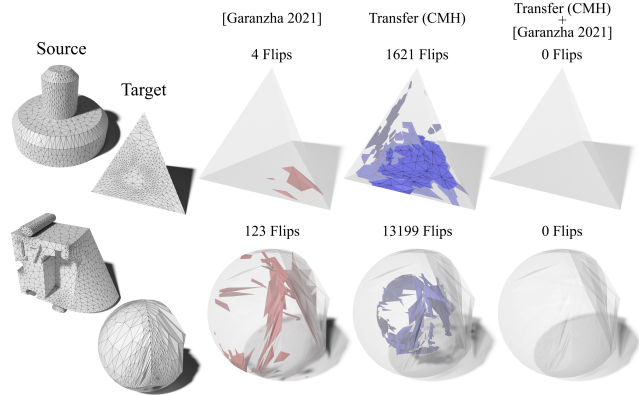 Source
Target
[Garanzha 2021]
4 Flips
Transfer (CMH)
1621 Flips
Transfer (CMH)
+
[Garanzha 2021]
0 Flips
123 Flips
13199 Flips
0 Flips